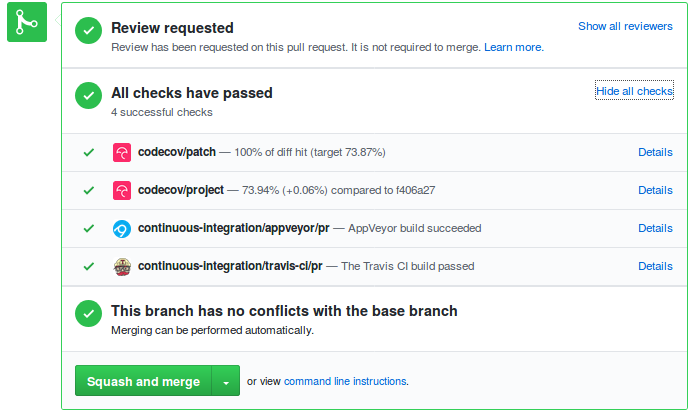 Review requested
Show all reviewers
Review has been requested on this pull request. It is not required to merge. Learn more.
All checks have passed
Hide all checks
4 successful checks
codecov/patch — 100% of diff hit (target 73.87%)
Details
codecov/project — 73.94% (+0.06%) compared to f406a27
Details
continuous-integration/appveyor/pr — AppVeyor build succeeded
Details
continuous-integration/travis-ci/pr — The Travis CI build passed
Details
This branch has no conflicts with the base branch
Merging can be performed automatically.
Squash and merge
or view command line instructions.